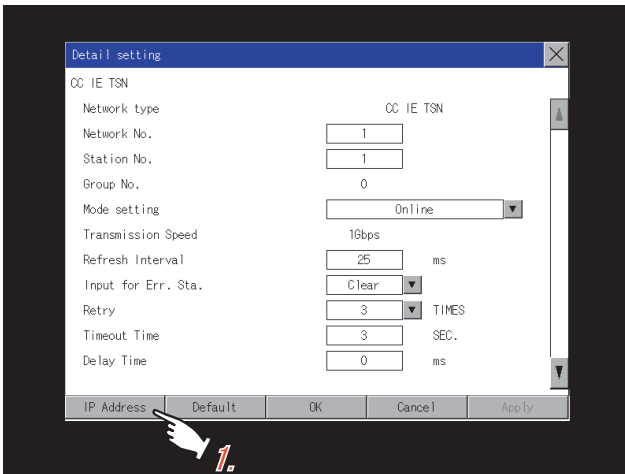 Detail setting
CC IE TSN
Network type CC IE TSN
Network No. 1
Station No. 1
Group No. 0
Mode setting Online
Transmission Speed 1Gbps
Refresh Interval 25 ms
Input for Err. Sta. Clear
Retry 3 TIMES
Timeout Time 3 SEC.
Delay Time 0 ms
IP Address Default OK Cancel Apply
1.